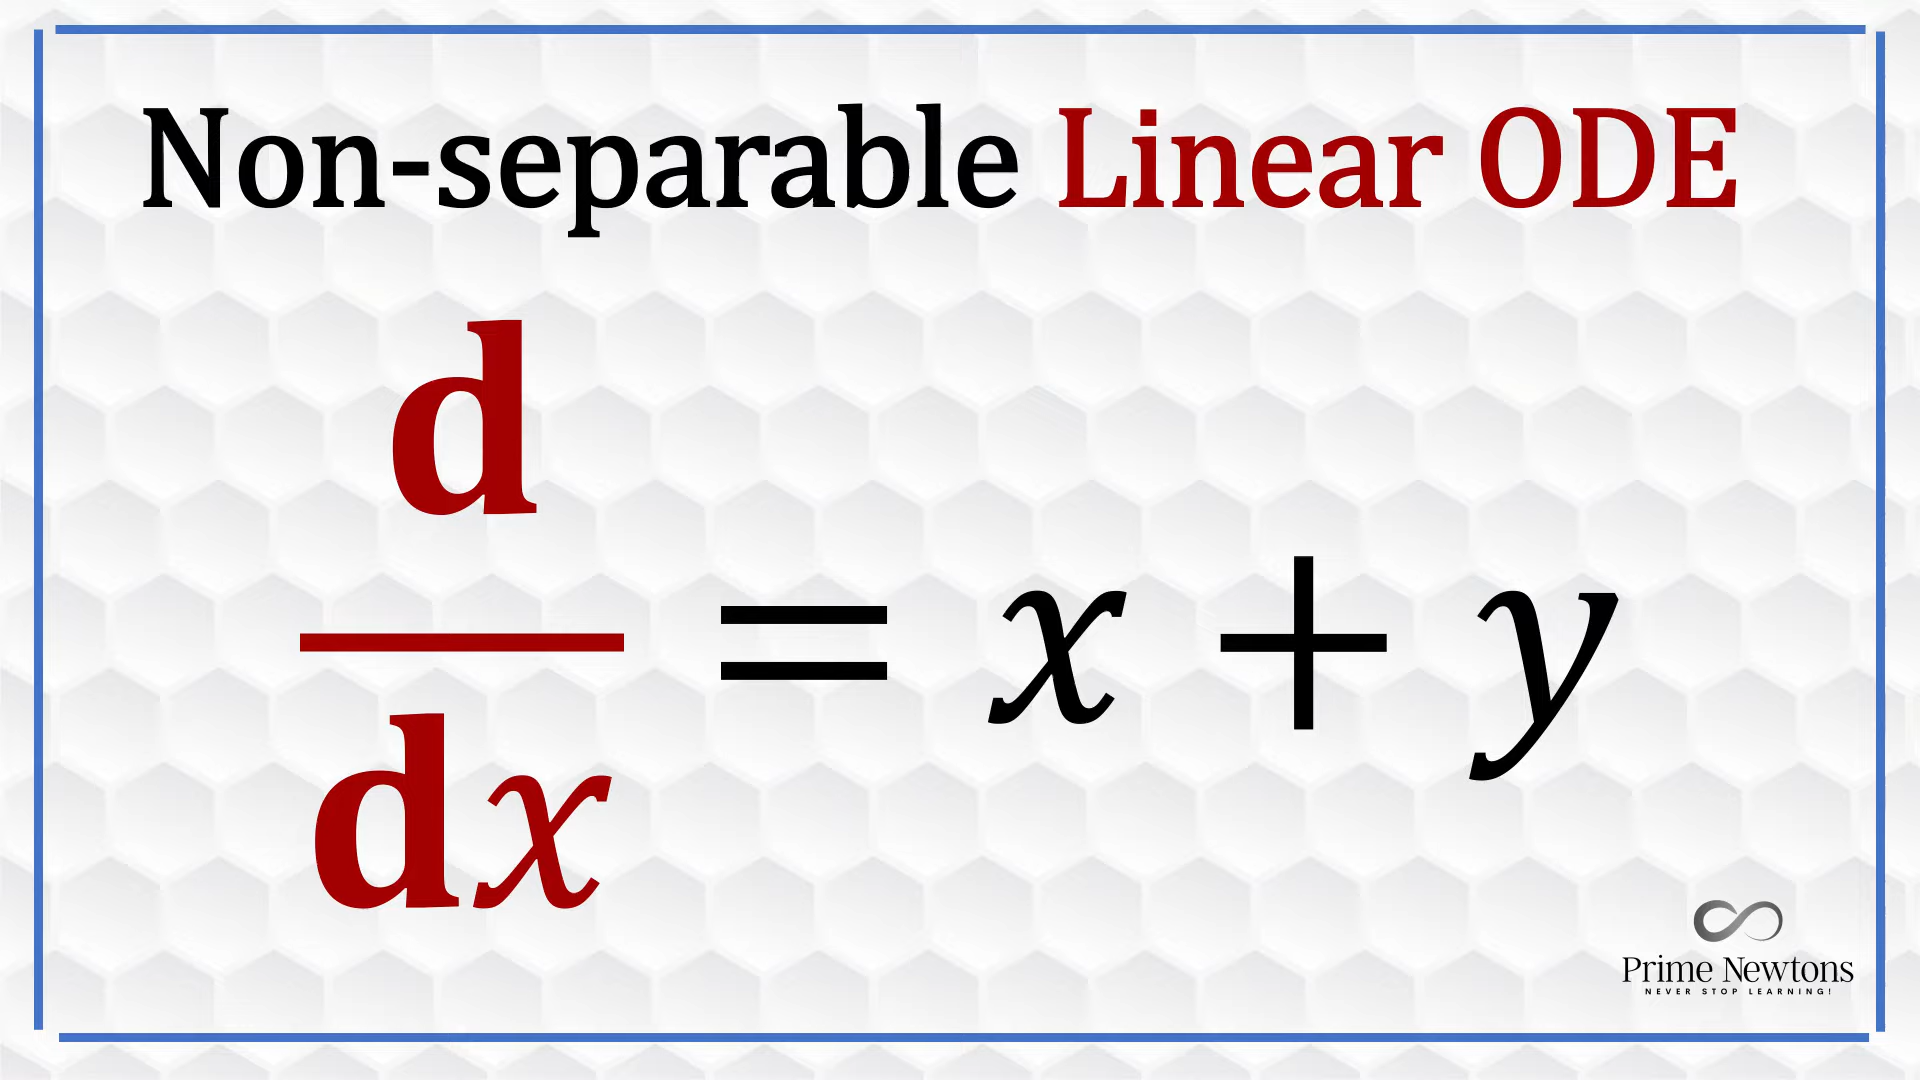 Non-separable Linear ODE
d
dx
= x + y
Prime Newtons
NEVER STOP LEARNING!